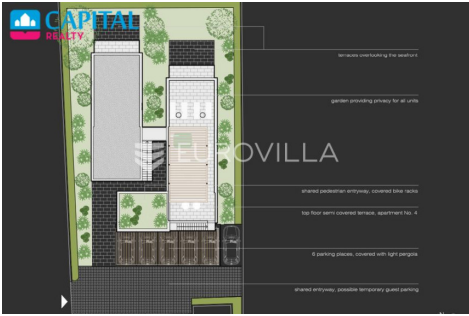 CAPITAL
REALTY
terraces overlooking the seafront
garden providing privacy for all units
EUROVILLA
shared pedestrian entryway, covered bike racks
top floor semi covered terrace, apartment No. 4
6 parking places, covered with light pergola
shared entryway, possible temporary guest parking